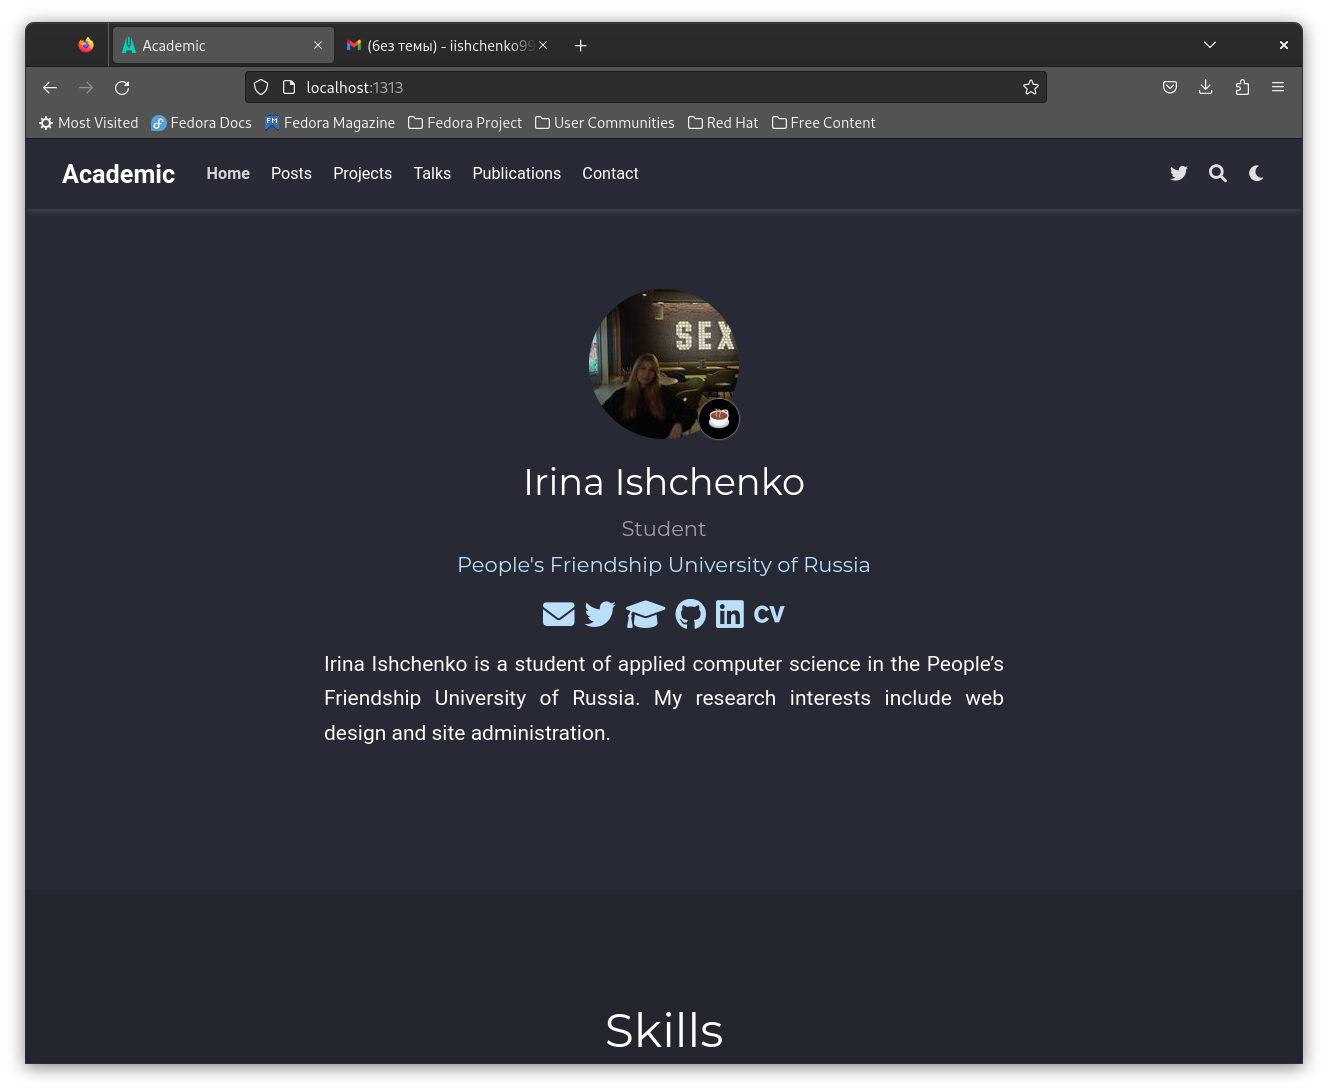 Academic
(без темы) - iishchenko99
localhost:1313
Most Visited Fedora Docs Fedora Magazine Fedora Project User Communities Red Hat Free Content
Academic Home Posts Projects Talks Publications Contact
SEX
Irina Ishchenko
Student
People's Friendship University of Russia
CV
Irina Ishchenko is a student of applied computer science in the People’s
Friendship University of Russia. My research interests include web
design and site administration.
Skills